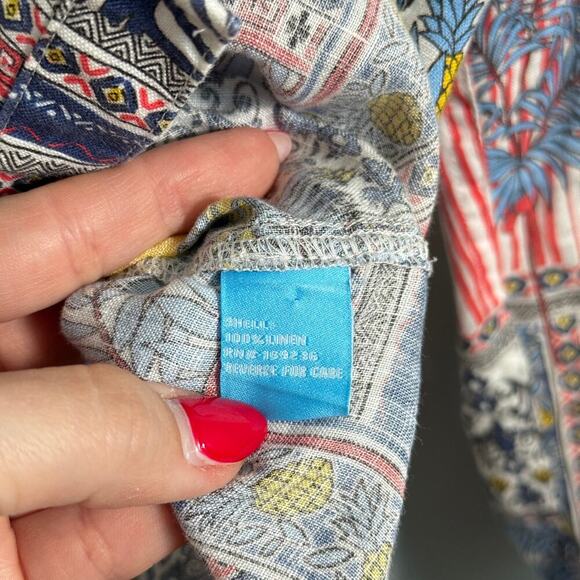 SHELL:
100%LINEN
RN#-169236
REVERSE FOR CARE